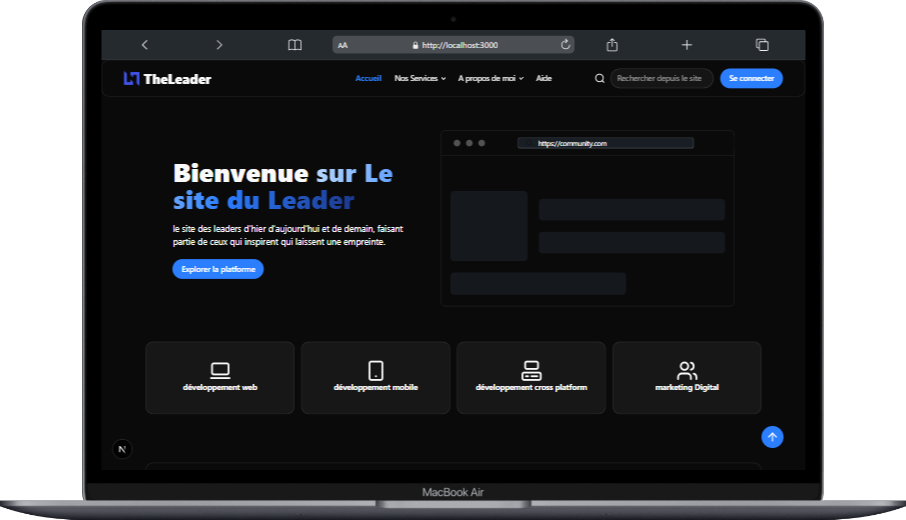 AA http://localhost:3000
TheLeader Accueil Nos Services A propos de moi Aide Rechercher depuis le site Se connecter
https://community.com
Bienvenue sur Le
site du Leader
le site des leaders d'hier d'aujourd'hui et de demain, faisant
partie de ceux qui inspirent qui laissent une empreinte.
Explorer la platforme
développement web développement mobile développement cross platform marketing Digital
N
MacBook Air